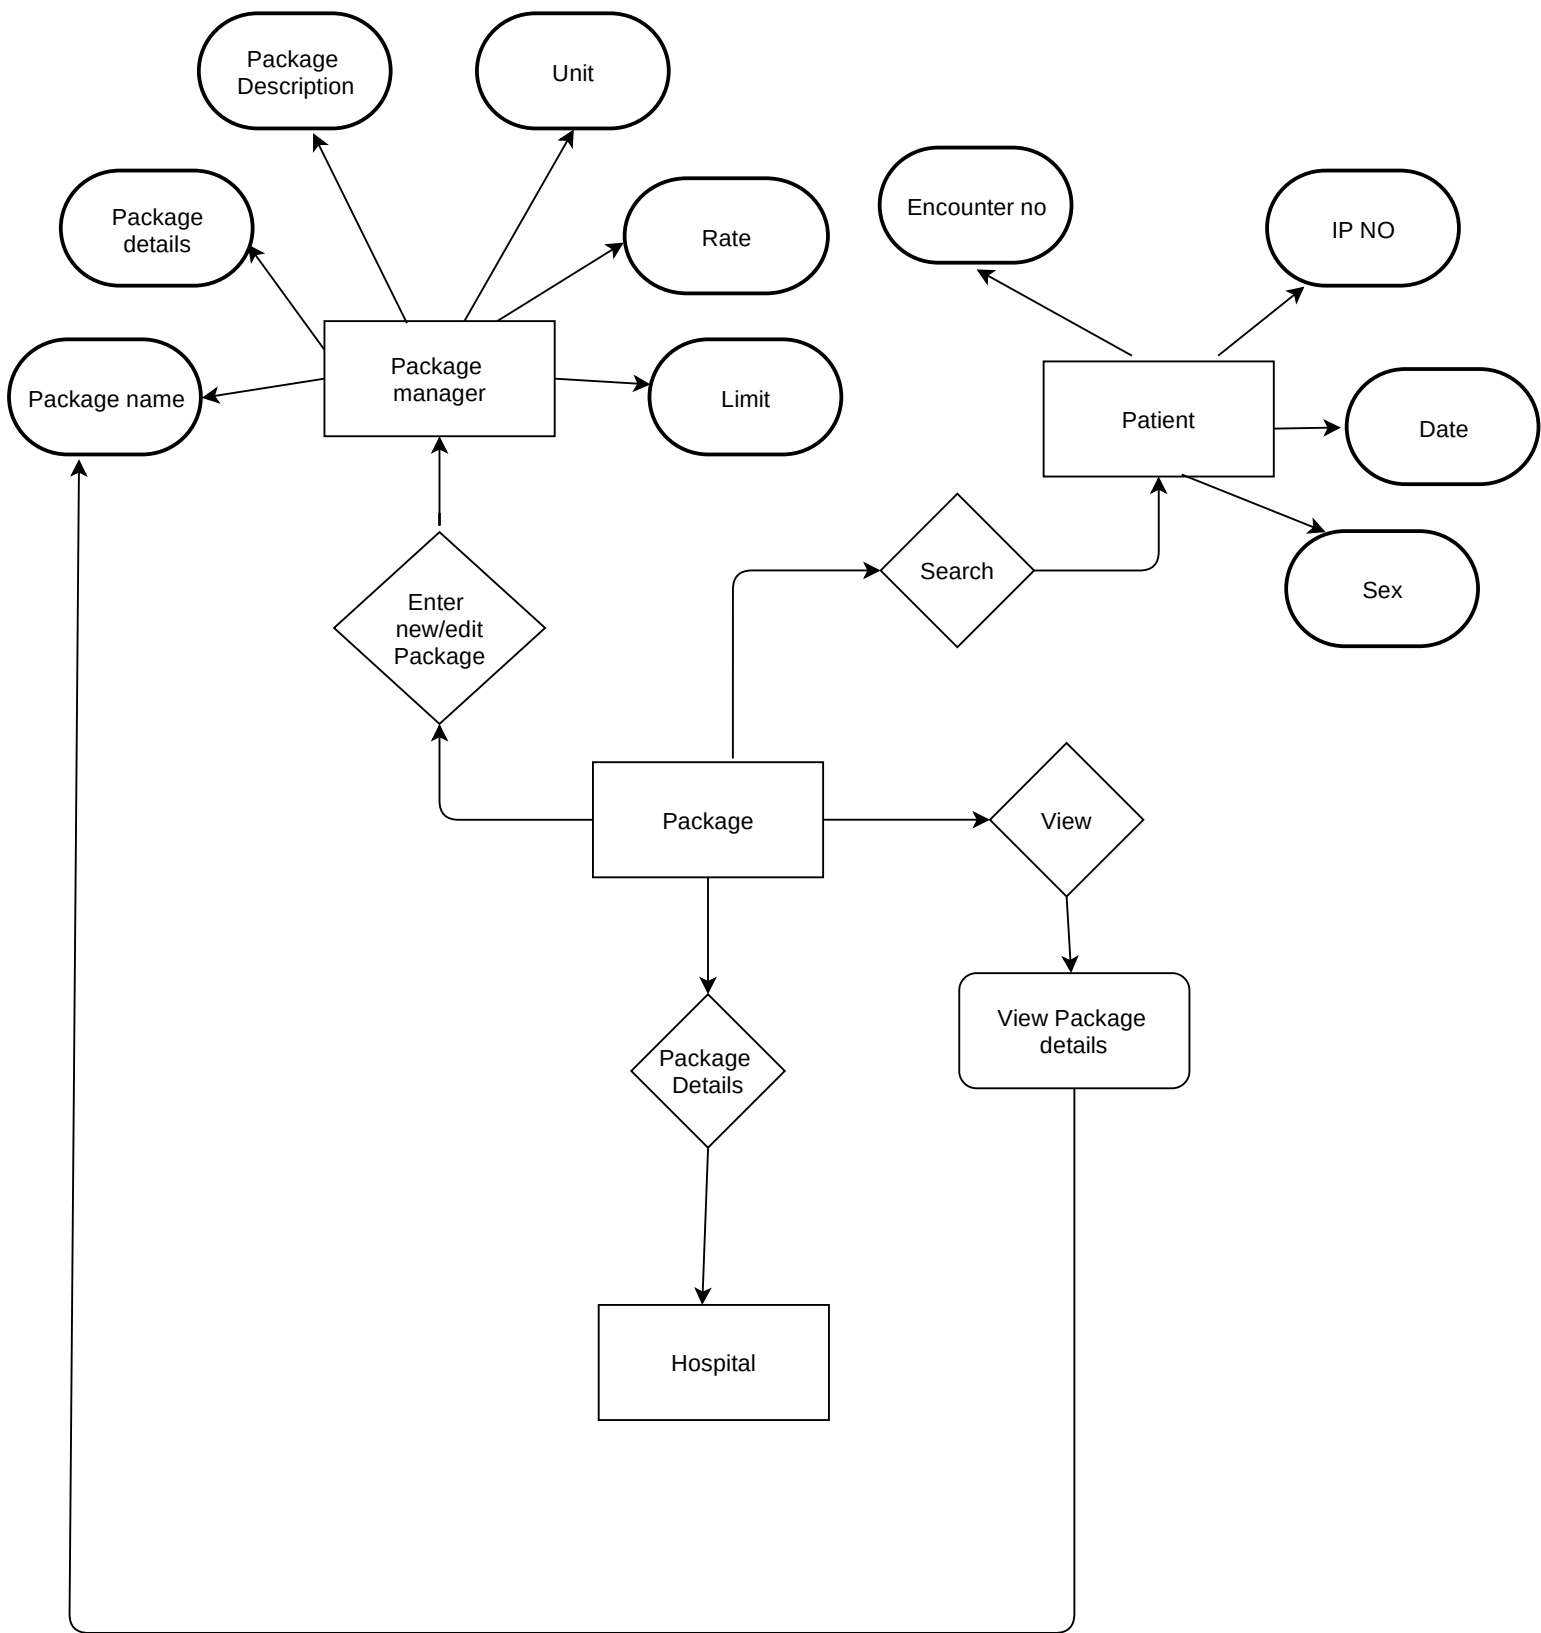 Package
Description
Unit
Package
details
Rate
Encounter no
IP NO
Package name
Package
manager
Limit
Patient
Date
Search
Sex
Enter
new/edit
Package
Package
View
View Package
details
Package
Details
Hospital